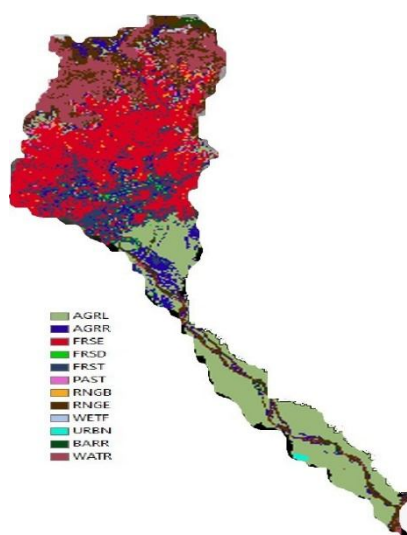 AGRL
AGRR
FRSE
FRSD
FRST
PAST
RNGB
RNGE
WETF
URBN
BARR
WATR